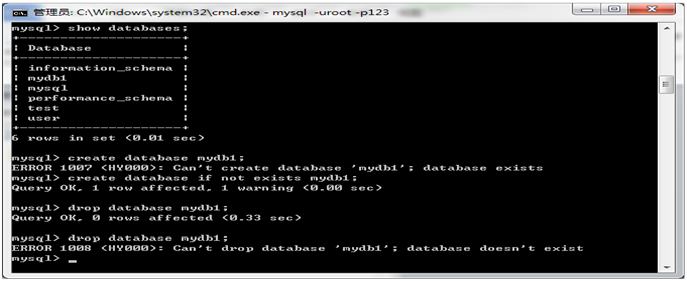 管理员: C:\Windows\system32\cmd.exe - mysql -uroot -p123
mysql> show databases;
+--------------------+
| Database           |
+--------------------+
| information_schema |
| mydb1              |
| mysql              |
| performance_schema |
| test               |
| user               |
+--------------------+
6 rows in set (0.01 sec)
mysql> create database mydb1;
ERROR 1007 (HY000): Can't create database 'mydb1'; database exists
mysql> create database if not exists mydb1;
Query OK, 1 row affected, 1 warning (0.00 sec)
mysql> drop database mydb1;
Query OK, 0 rows affected (0.33 sec)
mysql> drop database mydb1;
ERROR 1008 (HY000): Can't drop database 'mydb1'; database doesn't exist
mysql> _